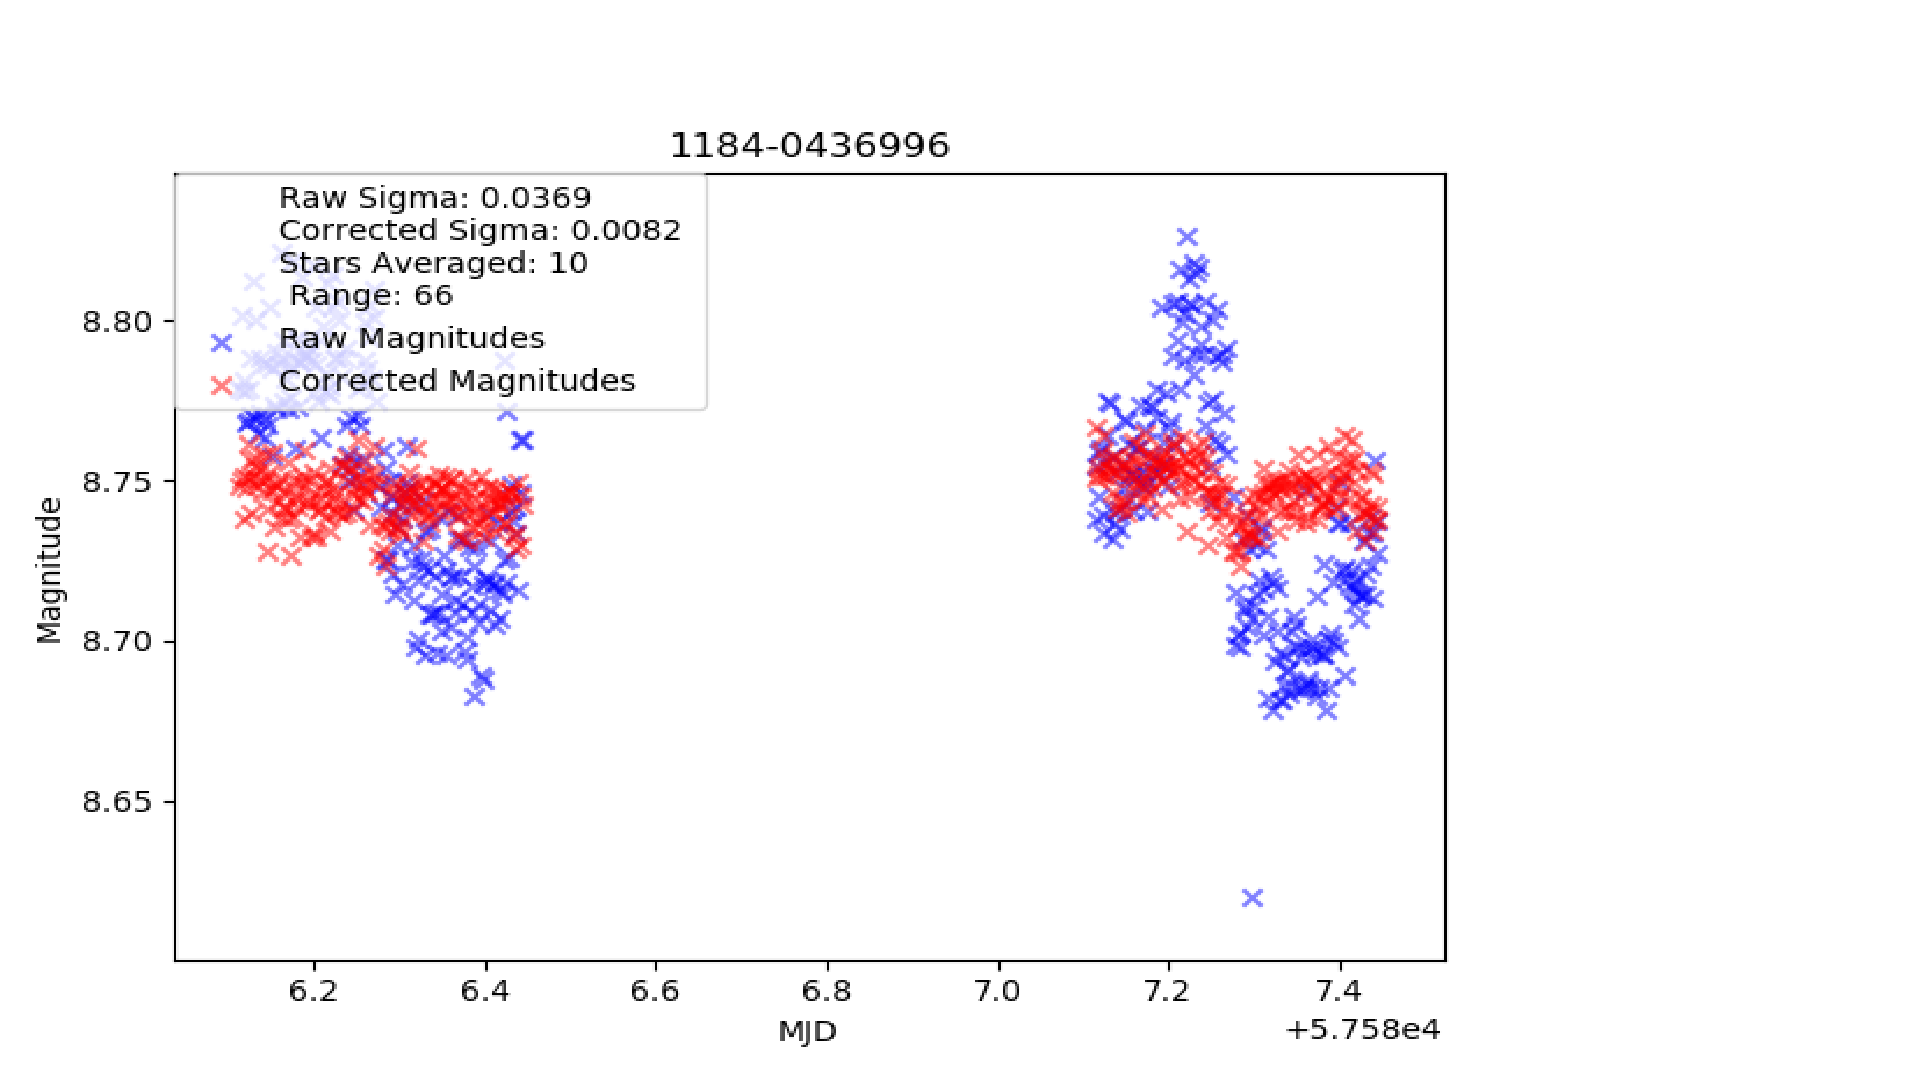 1184-0436996
Raw Sigma: 0.0369
Corrected Sigma: 0.0082
Stars Averaged: 10
Range: 66
Raw Magnitudes
Corrected Magnitudes
Magnitude
8.80
8.75
8.70
8.65
6.2 6.4 6.6 6.8 7.0 7.2 7.4
MJD
+5.758e4